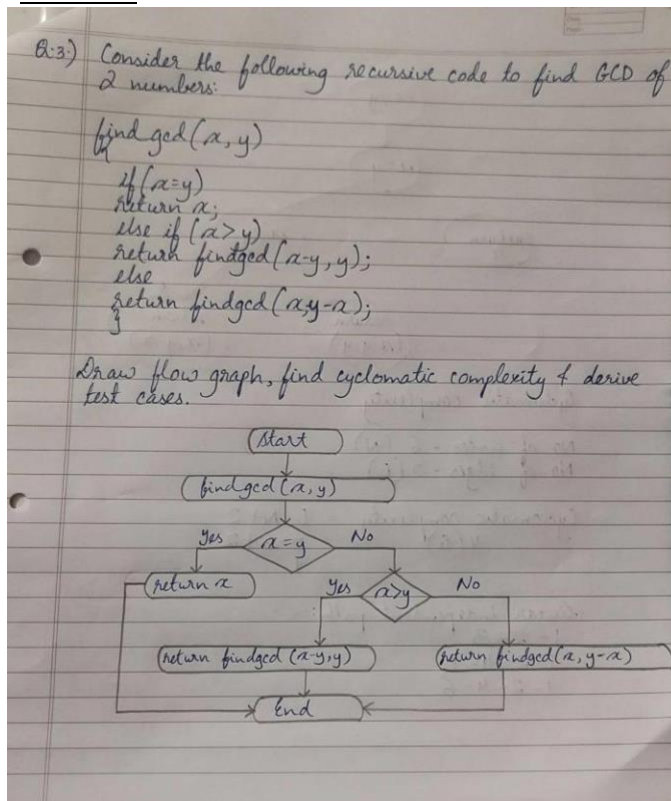 Q.3.) Consider the following recursive code to find GCD of
2 numbers:
find gcd(x, y)
{
if (x=y)
return x;
else if (x>y)
return findgcd(x-y, y);
else
return findgcd(x,y-x);
}
Draw flow graph, find cyclomatic complexity & derive
test cases.
Start
findgcd(x, y)
Yes x = y No
return x Yes x>y No
return findgcd (x-y, y) return findgcd(x, y-x)
End